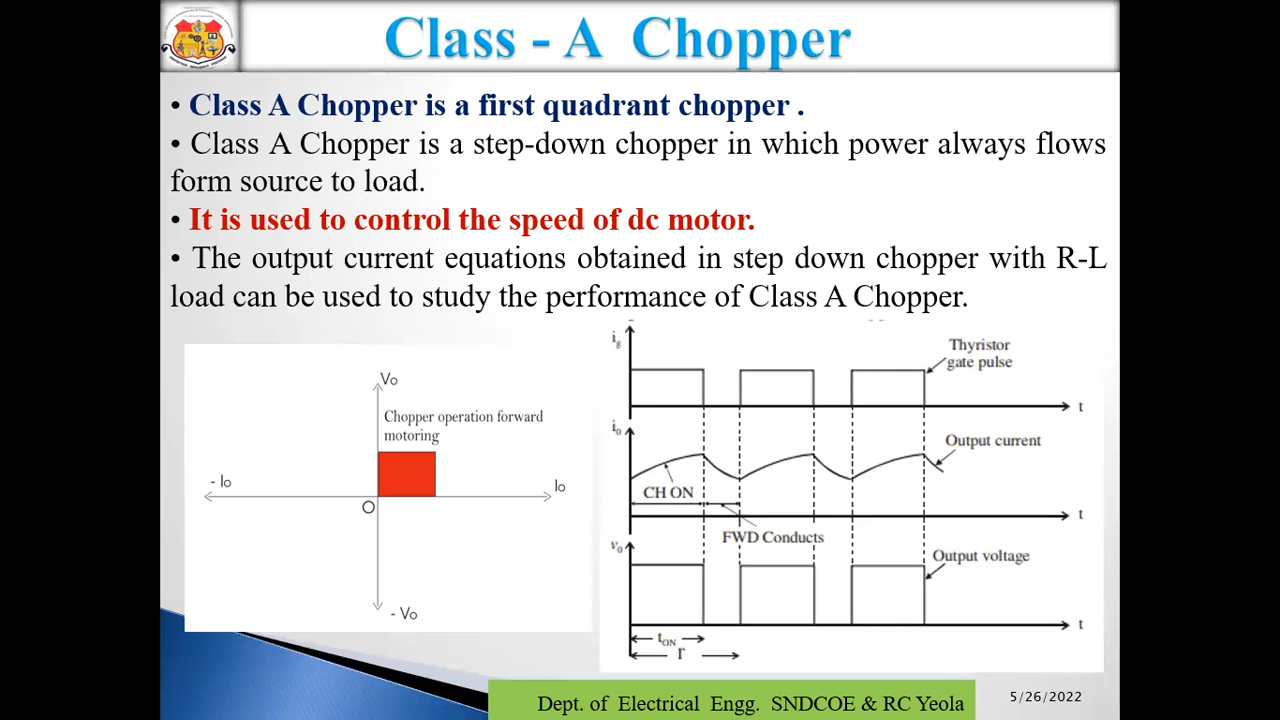 Class - A Chopper
• Class A Chopper is a first quadrant chopper .
• Class A Chopper is a step-down chopper in which power always flows
form source to load.
• It is used to control the speed of dc motor.
• The output current equations obtained in step down chopper with R-L
load can be used to study the performance of Class A Chopper.
Vo
Chopper operation forward
motoring
- Io
Io
O
- Vo
ig
Thyristor
gate pulse
t
io
Output current
CH ON
t
FWD Conducts
vo
Output voltage
t
tON
Dept. of Electrical Engg. SNDCOE & RC Yeola
5/26/2022